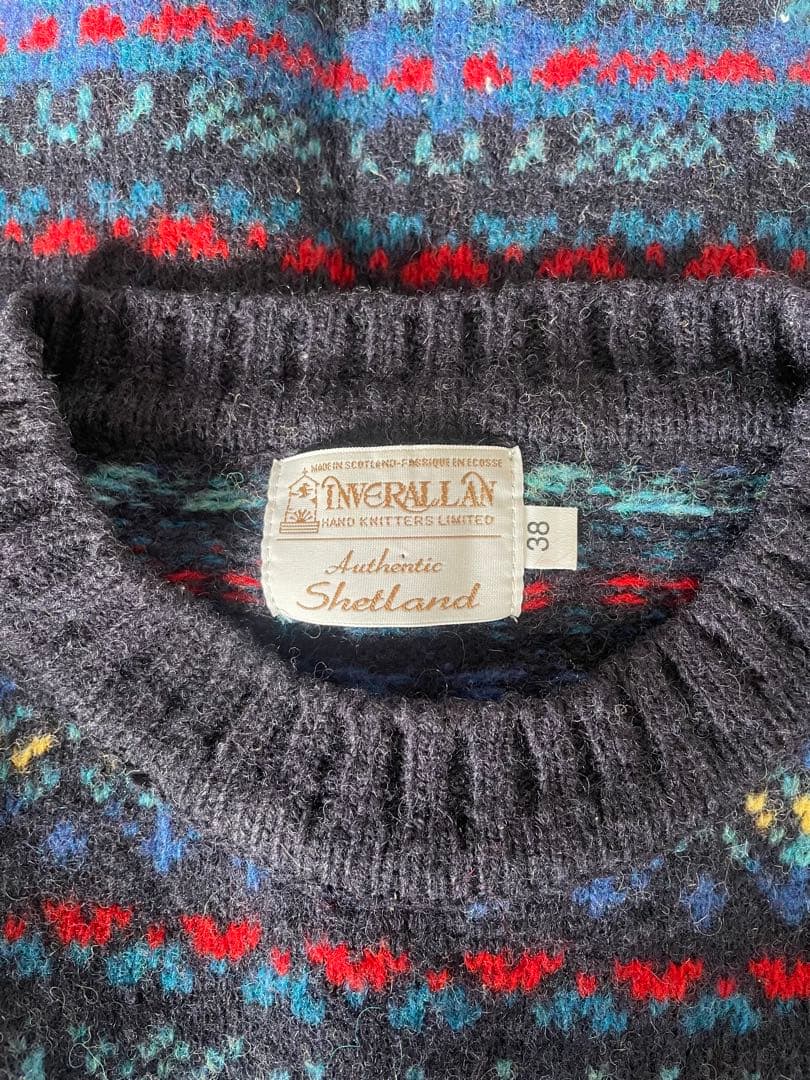 MADE IN SCOTLAND-FABRIQUE EN ECOSSE
INVERALLAN
HAND KNITTERS LIMITED
Authentic
Shetland
38